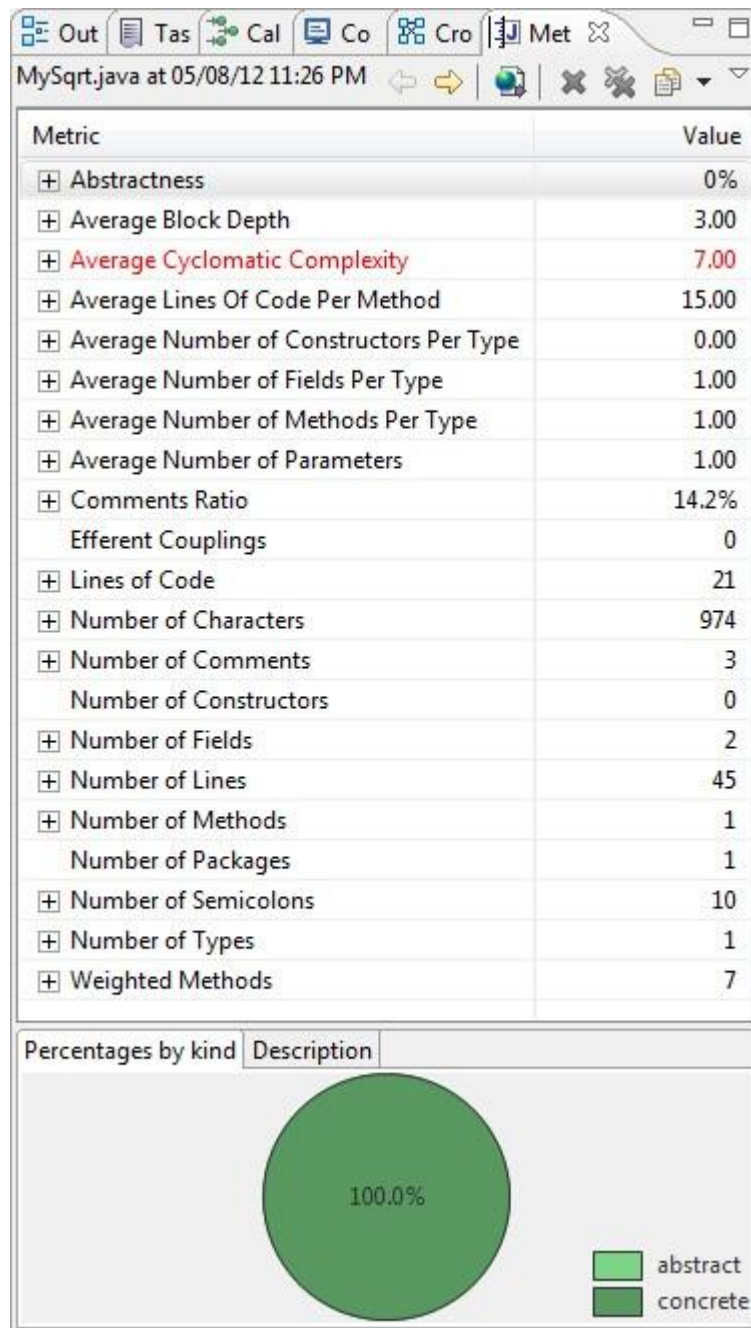 Out Tas Cal Co Cro Met
MySqrt.java at 05/08/12 11:26 PM
Metric Value
Abstractness 0%
Average Block Depth 3.00
Average Cyclomatic Complexity 7.00
Average Lines Of Code Per Method 15.00
Average Number of Constructors Per Type 0.00
Average Number of Fields Per Type 1.00
Average Number of Methods Per Type 1.00
Average Number of Parameters 1.00
Comments Ratio 14.2%
Efferent Couplings 0
Lines of Code 21
Number of Characters 974
Number of Comments 3
Number of Constructors 0
Number of Fields 2
Number of Lines 45
Number of Methods 1
Number of Packages 1
Number of Semicolons 10
Number of Types 1
Weighted Methods 7
Percentages by kind Description
100.0%
abstract
concrete